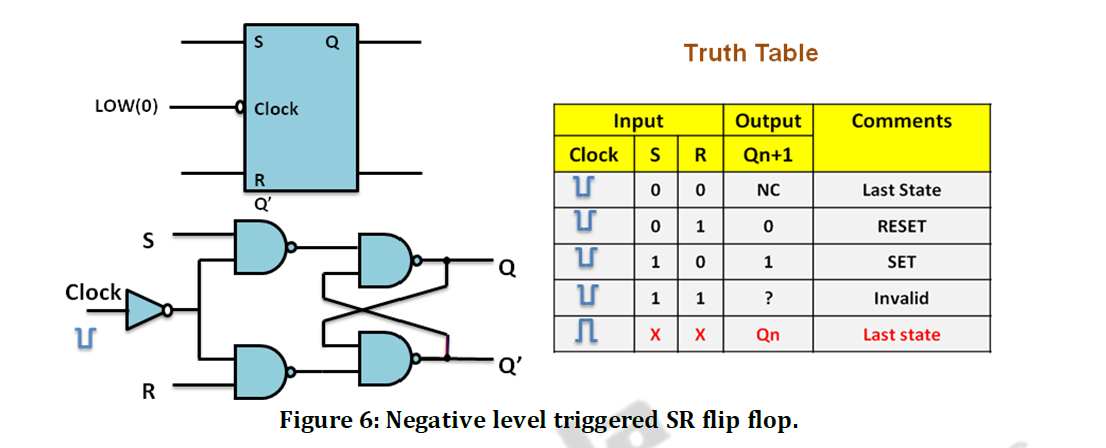 S Q
LOW(0) Clock
R
Q’
S
Q
Clock
Q’
R
Truth Table
Input Output Comments
Clock S R Qn+1
0 0 NC Last State
0 1 0 RESET
1 0 1 SET
1 1 ? Invalid
X X Qn Last state
Figure 6: Negative level triggered SR flip flop.